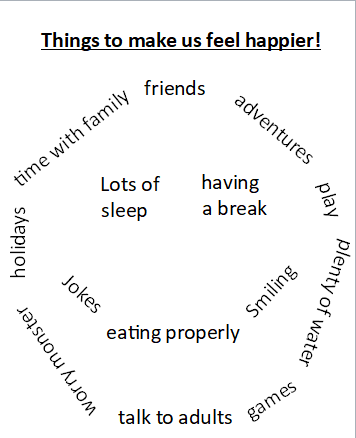 Things to make us feel happier!
friends
time with family
adventures
Lots of
sleep
having
a break
play
holidays
plenty of water
Jokes
Smiling
eating properly
worry monster
games
talk to adults